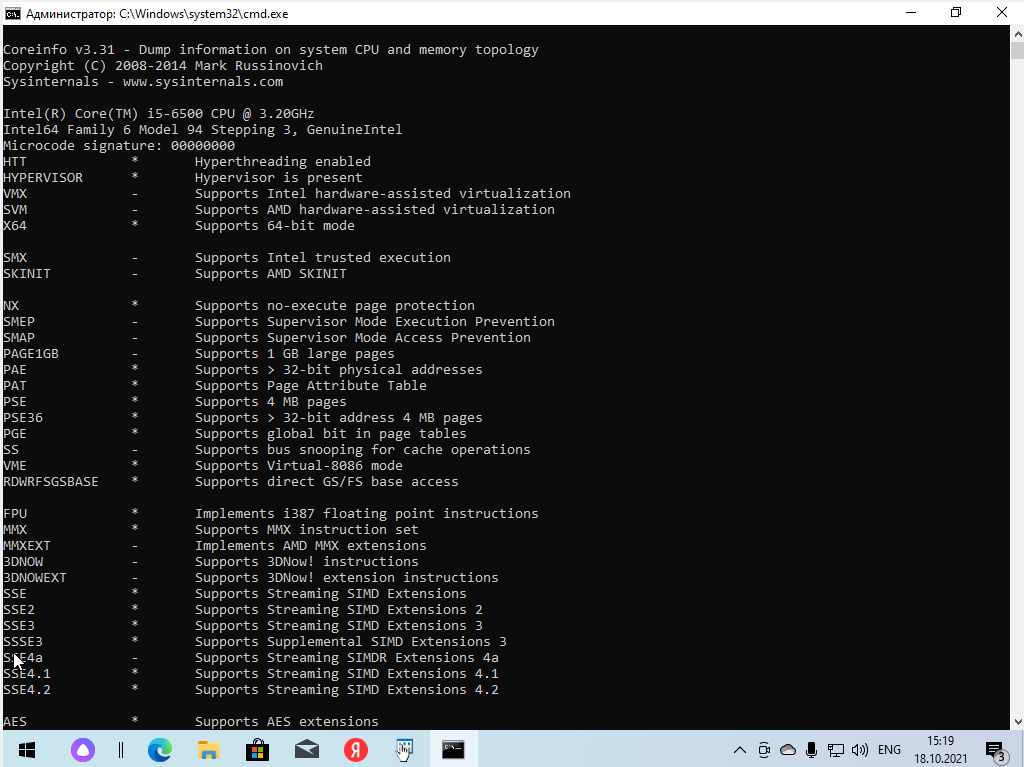 Администратор: C:\Windows\system32\cmd.exe
Coreinfo v3.31 - Dump information on system CPU and memory topology
Copyright (C) 2008-2014 Mark Russinovich
Sysinternals - www.sysinternals.com
Intel(R) Core(TM) i5-6500 CPU @ 3.20GHz
Intel64 Family 6 Model 94 Stepping 3, GenuineIntel
Microcode signature: 00000000
HTT * Hyperthreading enabled
HYPERVISOR * Hypervisor is present
VMX - Supports Intel hardware-assisted virtualization
SVM - Supports AMD hardware-assisted virtualization
X64 * Supports 64-bit mode
SMX - Supports Intel trusted execution
SKINIT - Supports AMD SKINIT
NX * Supports no-execute page protection
SMEP - Supports Supervisor Mode Execution Prevention
SMAP - Supports Supervisor Mode Access Prevention
PAGE1GB - Supports 1 GB large pages
PAE * Supports > 32-bit physical addresses
PAT * Supports Page Attribute Table
PSE * Supports 4 MB pages
PSE36 * Supports > 32-bit address 4 MB pages
PGE * Supports global bit in page tables
SS - Supports bus snooping for cache operations
VME * Supports Virtual-8086 mode
RDWRFSGSBASE * Supports direct GS/FS base access
FPU * Implements i387 floating point instructions
MMX * Supports MMX instruction set
MMXEXT - Implements AMD MMX extensions
3DNOW - Supports 3DNow! instructions
3DNOWEXT - Supports 3DNow! extension instructions
SSE * Supports Streaming SIMD Extensions
SSE2 * Supports Streaming SIMD Extensions 2
SSE3 * Supports Streaming SIMD Extensions 3
SSSE3 * Supports Supplemental SIMD Extensions 3
SSE4a - Supports Streaming SIMDR Extensions 4a
SSE4.1 * Supports Streaming SIMD Extensions 4.1
SSE4.2 * Supports Streaming SIMD Extensions 4.2
AES * Supports AES extensions
Я
ENG
15:19
18.10.2021
3